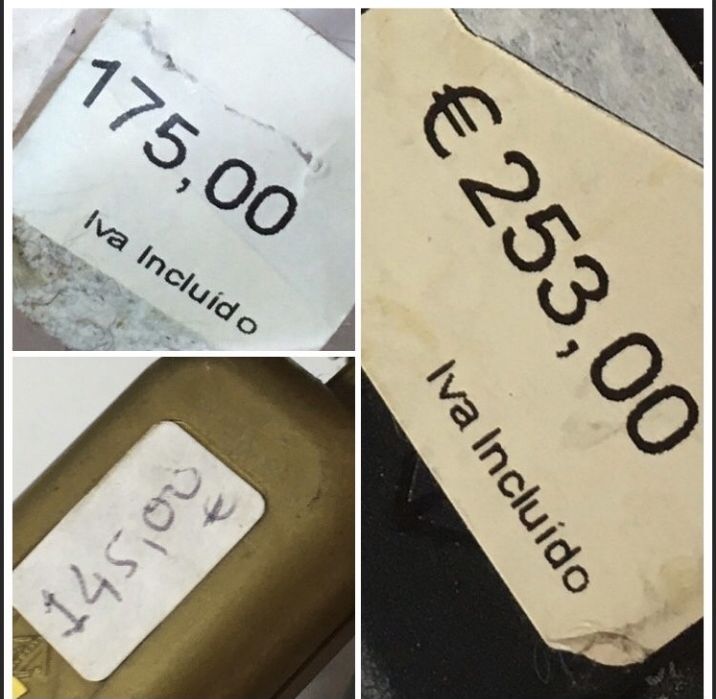 175,00
Iva Incluído
€ 253,00
Iva Incluído
145,00
€